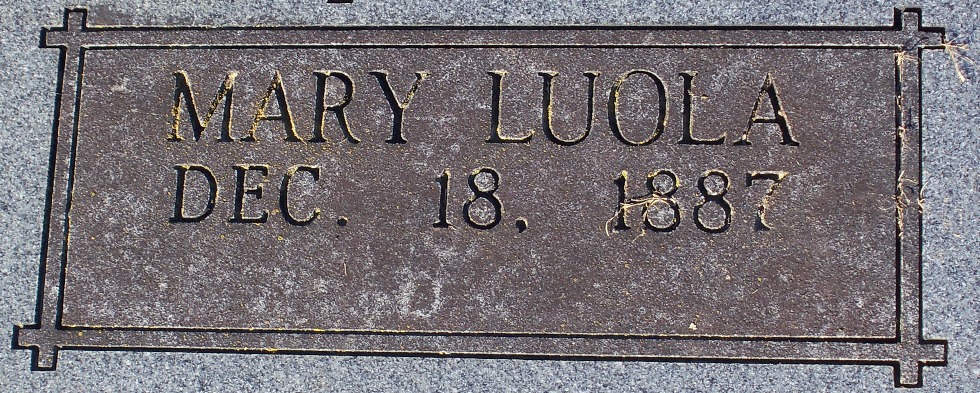 MARY LUOLA
DEC. 18, 1887